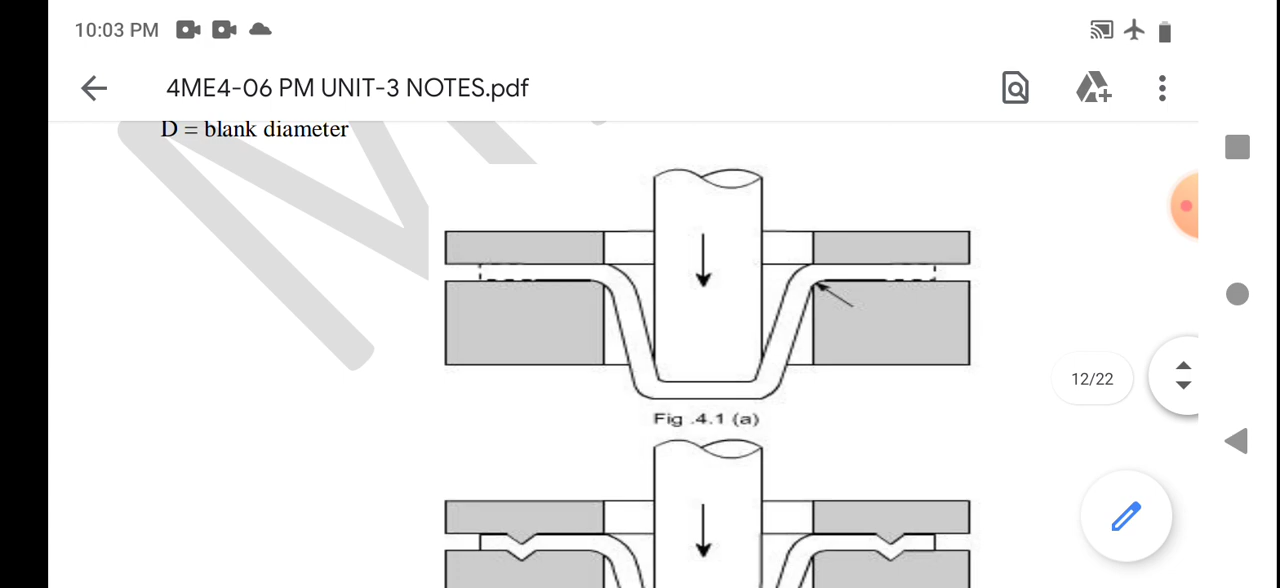 10:03 PM
4ME4-06 PM UNIT-3 NOTES.pdf
D = blank diameter
12/22
Fig .4.1 (a)